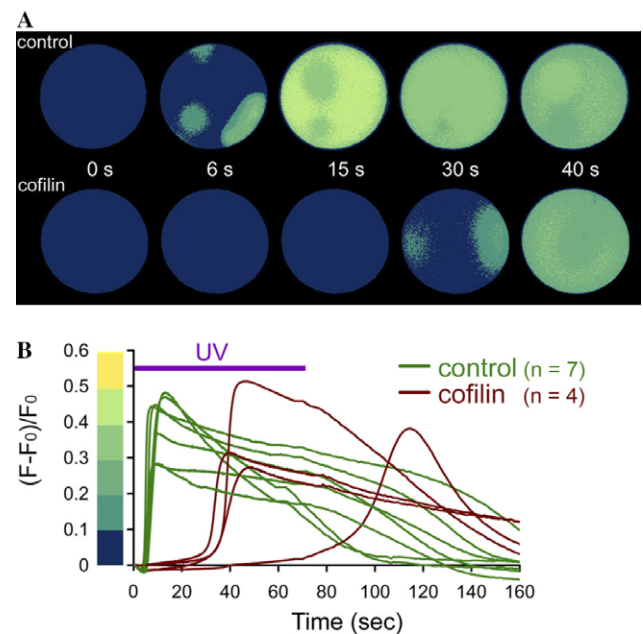 A
control
0 s 6 s 15 s 30 s 40 s
cofilin
B
0.6
0.5
0.4
0.3
0.2
0.1
0
(F-F0)/F0
UV
control (n = 7)
cofilin (n = 4)
0 20 40 60 80 100 120 140 160
Time (sec)